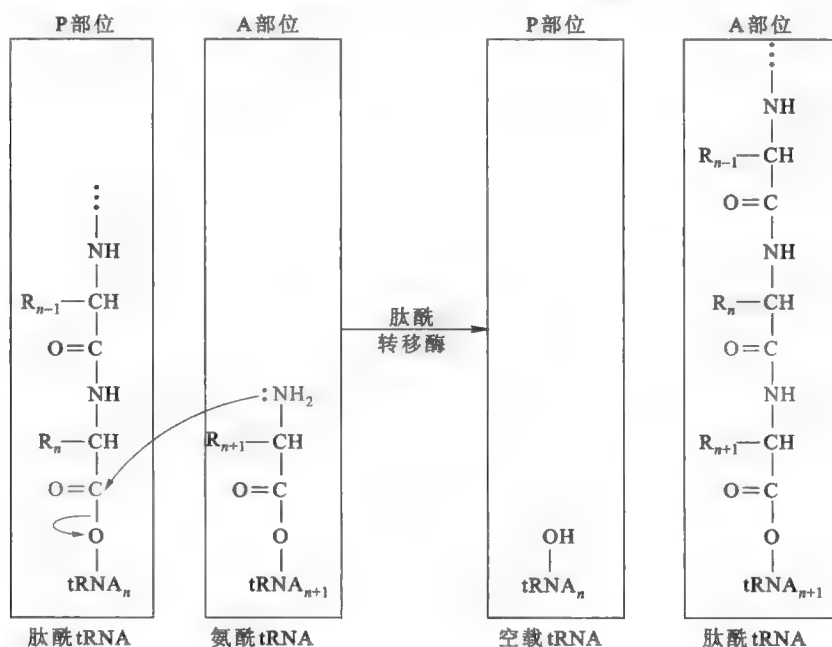 P部位 A部位 P部位 A部位
NH
R_{n-1}—CH
O=C
NH
R_n—CH
O=C
O
tRNA_n
肽酰tRNA
:NH₂
R_{n+1}—CH
O=C
O
tRNA_{n+1}
氨酰tRNA
肽酰
转移酶
OH
tRNA_n
空载tRNA
NH
R_{n-1}—CH
O=C
NH
R_n—CH
O=C
NH
R_{n+1}—CH
O=C
O
tRNA_{n+1}
肽酰tRNA